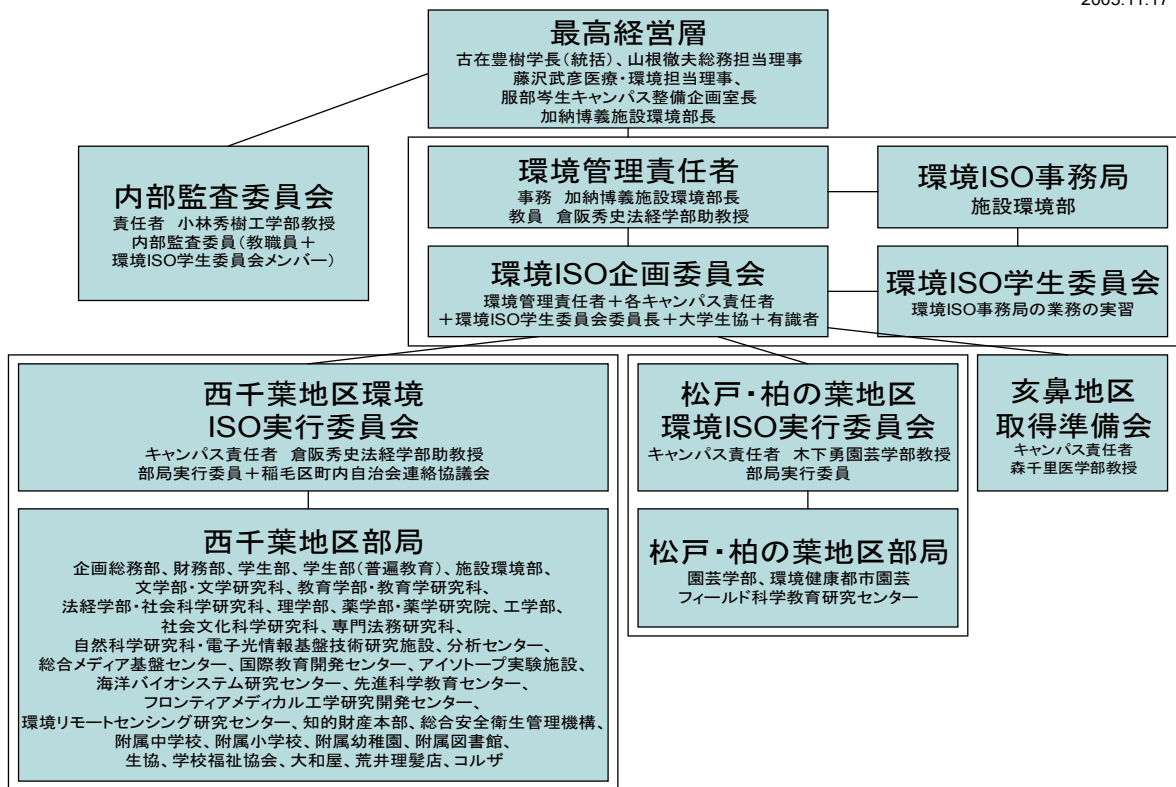 2005.11.17
最高経営層
古在豊樹学長（統括）、山根徹夫総務担当理事
藤沢武彦医療・環境担当理事、
服部岑生キャンパス整備企画室長
加納博義施設環境部長
内部監査委員会
責任者 小林秀樹工学部教授
内部監査委員（教職員＋
環境ISO学生委員会メンバー）
環境管理責任者
事務 加納博義施設環境部長
教員 倉阪秀史法経学部助教授
環境ISO事務局
施設環境部
環境ISO企画委員会
環境管理責任者＋各キャンパス責任者
＋環境ISO学生委員会委員長＋大学生協＋有識者
環境ISO学生委員会
環境ISO事務局の業務の実習
西千葉地区環境
ISO実行委員会
キャンパス責任者 倉阪秀史法経学部助教授
部局実行委員＋稲毛区町内自治会連絡協議会
松戸・柏の葉地区
環境ISO実行委員会
キャンパス責任者 木下勇園芸学部教授
部局実行委員
亥鼻地区
取得準備会
キャンパス責任者
森千里医学部教授
西千葉地区部局
企画総務部、財務部、学生部、学生部（普遍教育）、施設環境部、
文学部・文学研究科、教育学部・教育学研究科、
法経学部・社会科学研究科、理学部、薬学部・薬学研究院、工学部、
社会文化科学研究科、専門法務研究科、
自然科学研究科・電子光情報基盤技術研究施設、分析センター、
総合メディア基盤センター、国際教育開発センター、アイソトープ実験施設、
海洋バイオシステム研究センター、先進科学教育センター、
フロンティアメディカル工学研究開発センター、
環境リモートセンシング研究センター、知的財産本部、総合安全衛生管理機構、
附属中学校、附属小学校、附属幼稚園、附属図書館、
生協、学校福祉協会、大和屋、荒井理髪店、コルザ
松戸・柏の葉地区部局
園芸学部、環境健康都市園芸
フィールド科学教育研究センター